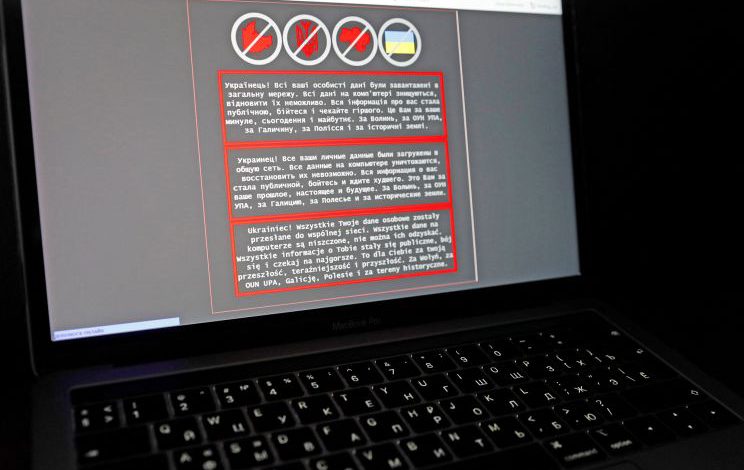 Українець! Всі ваші особисті дані були завантажені в
загальну мережу. Всі дані на комп'ютері знищуються,
відновити їх неможливо. Вся інформація про вас стала
публічною, бійтеся і чекайте гіршого. Це Вам за ваше
минуле, сьогодення і майбутнє. За Волинь, за ОУН УПА,
за Галичину, за Полісся і за історичні землі.
Украинец! Все ваши личные данные были загружены в
общую сеть. Все данные на компьютере уничтожаются,
восстановить их невозможно. Вся информация о вас
стала публичной, бойтесь и ждите худшего. Это Вам за
ваше прошлое, настоящее и будущее. За Волынь, за ОУН
УПА, за Галицию, за Полесье и за исторические земли.
Ukrainiec! Wszystkie Twoje dane osobowe zostały
przesłane do wspólnej sieci. Wszystkie dane na
komputerze są niszczone, nie można ich odzyskać.
Wszystkie informacje o Tobie stały się publiczne, bój
się i czekaj na najgorsze. To dla Ciebie za twoją
przeszłość, teraźniejszość i przyszłość. Za Wołyń, za
OUN UPA, Galicję, Polesie i za tereny historyczne.
MacBook Pro